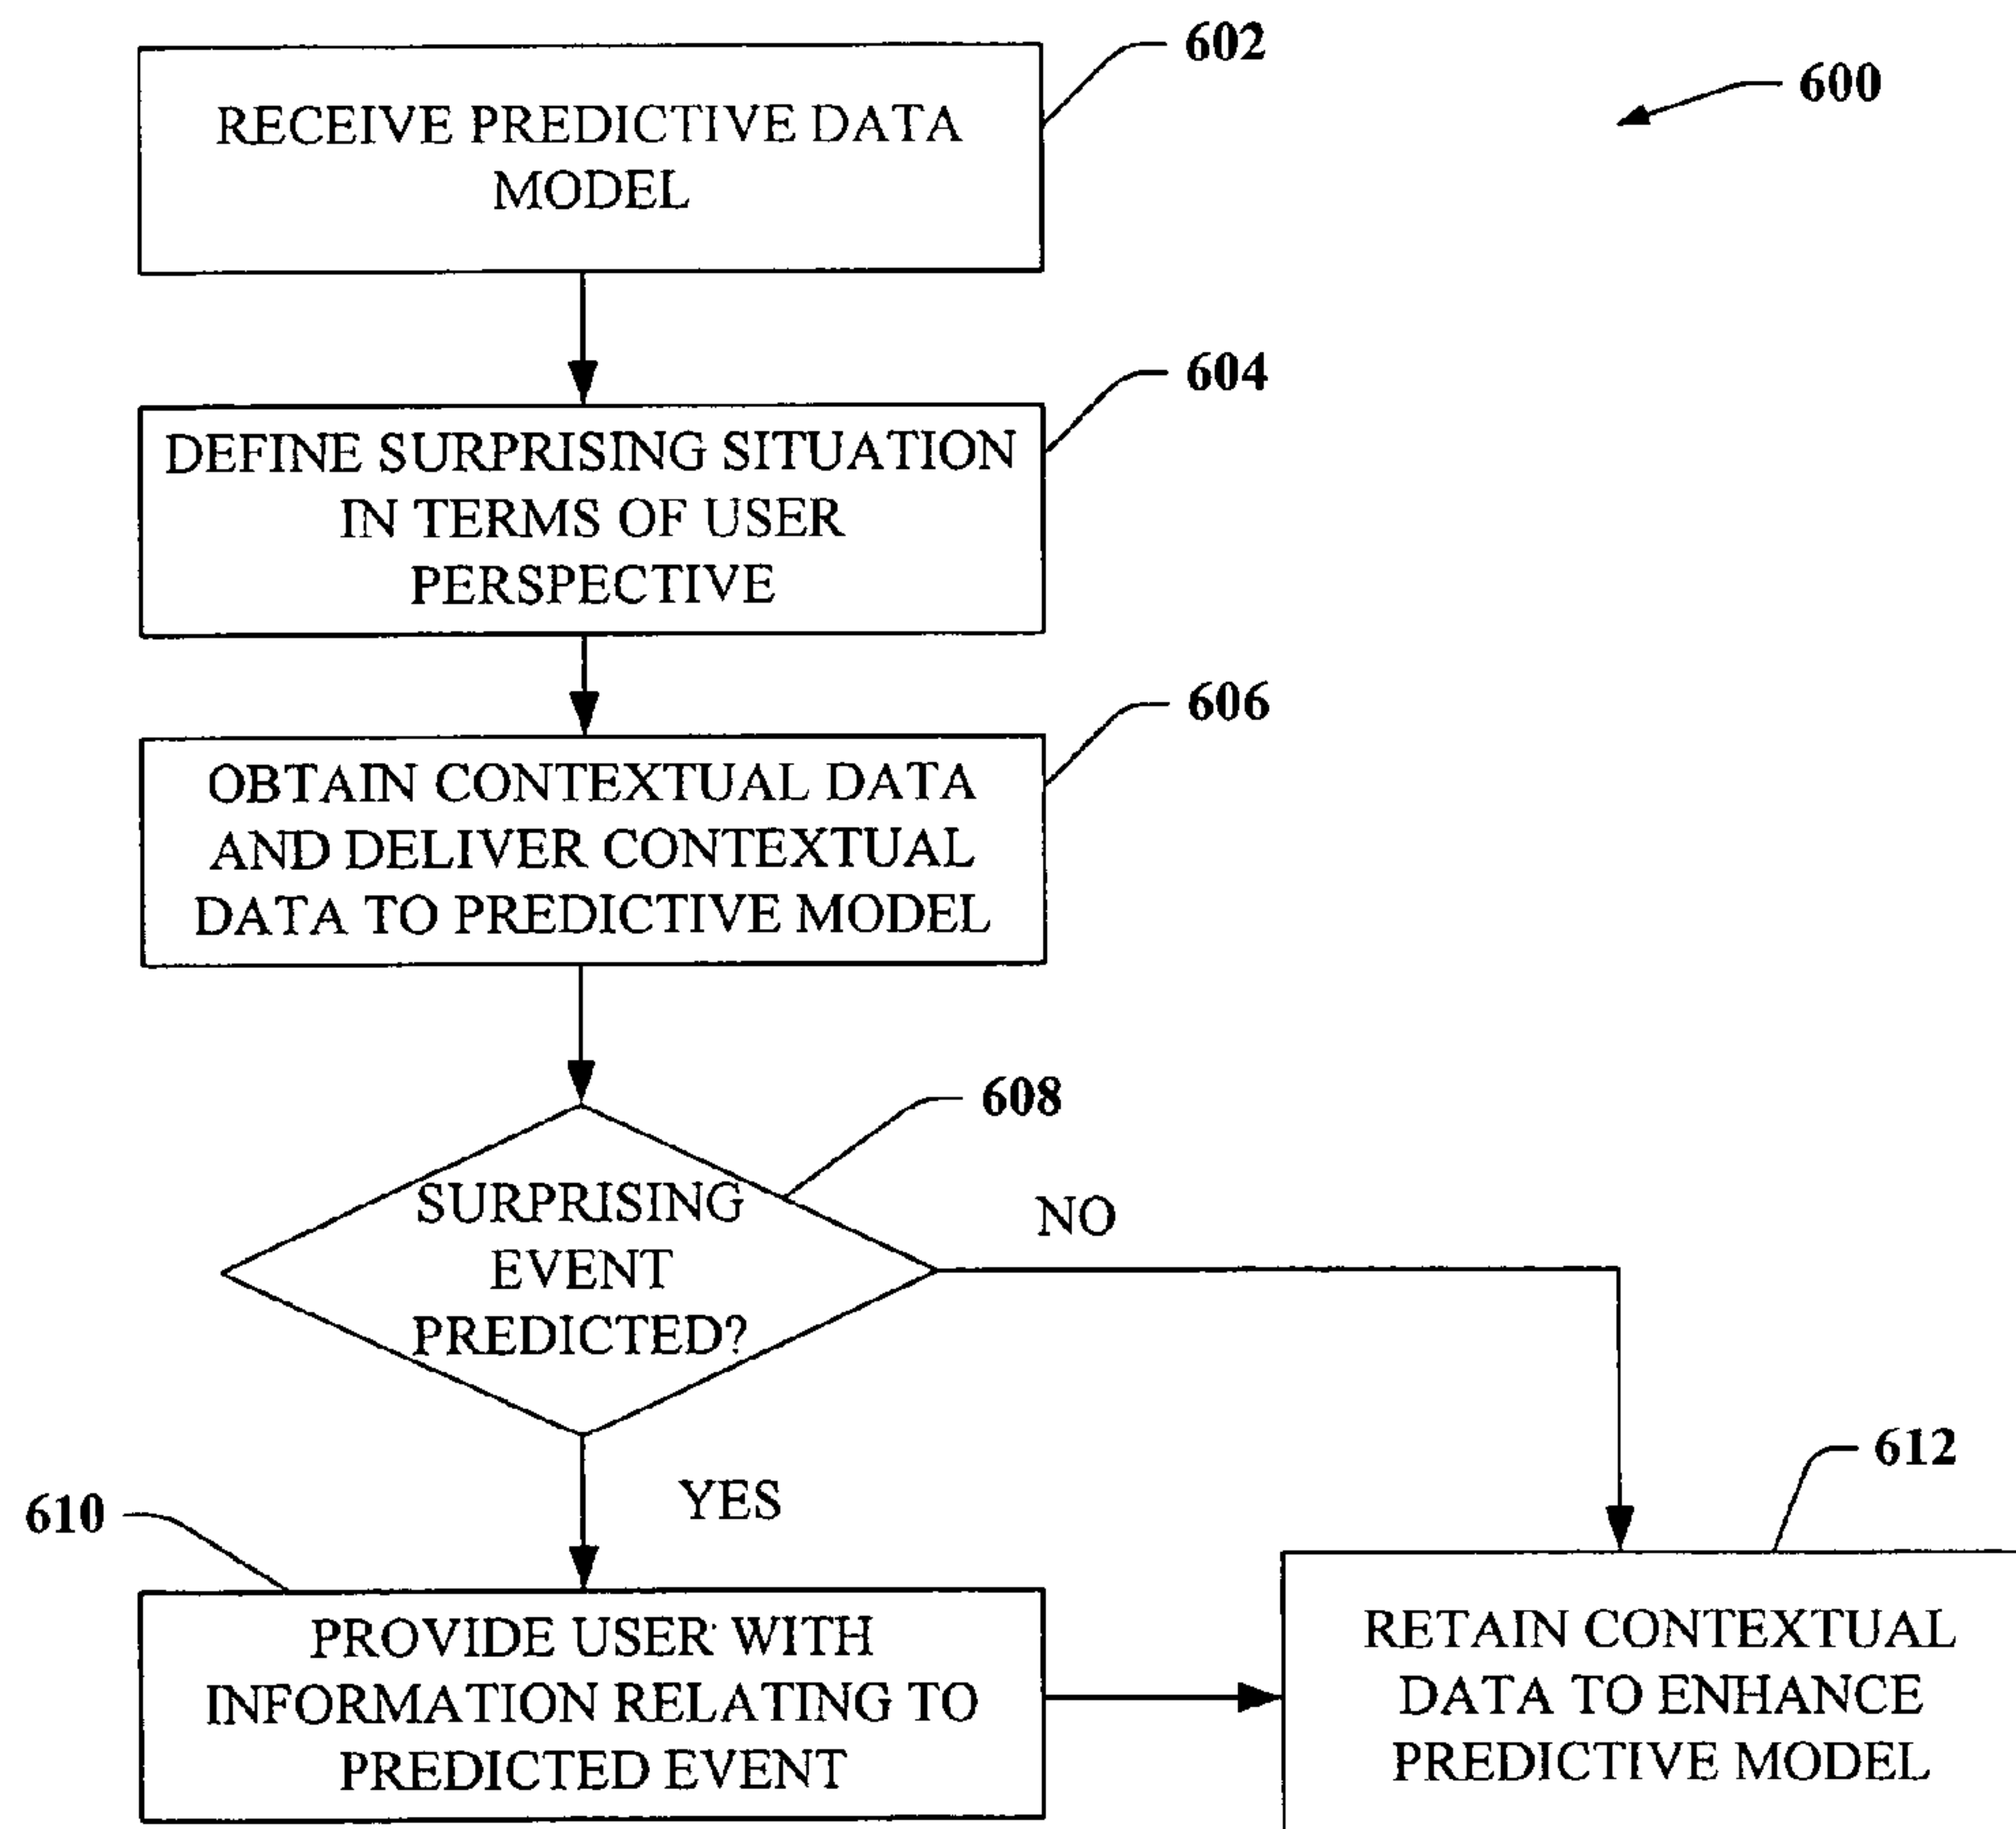 602
600
RECEIVE PREDICTIVE DATA
MODEL
604
DEFINE SURPRISING SITUATION
IN TERMS OF USER
PERSPECTIVE
606
OBTAIN CONTEXTUAL DATA
AND DELIVER CONTEXTUAL
DATA TO PREDICTIVE MODEL
608
SURPRISING
EVENT
PREDICTED?
NO
YES
610
612
PROVIDE USER WITH
INFORMATION RELATING TO
PREDICTED EVENT
RETAIN CONTEXTUAL
DATA TO ENHANCE
PREDICTIVE MODEL